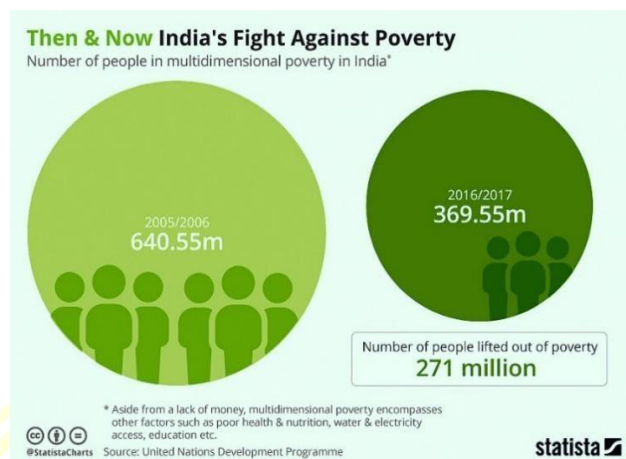 Then & Now India's Fight Against Poverty
Number of people in multidimensional poverty in India*
2005/2006
640.55m
2016/2017
369.55m
Number of people lifted out of poverty
271 million
* Aside from a lack of money, multidimensional poverty encompasses
other factors such as poor health & nutrition, water & electricity
access, education etc.
cc
@StatistaCharts Source: United Nations Development Programme
statista